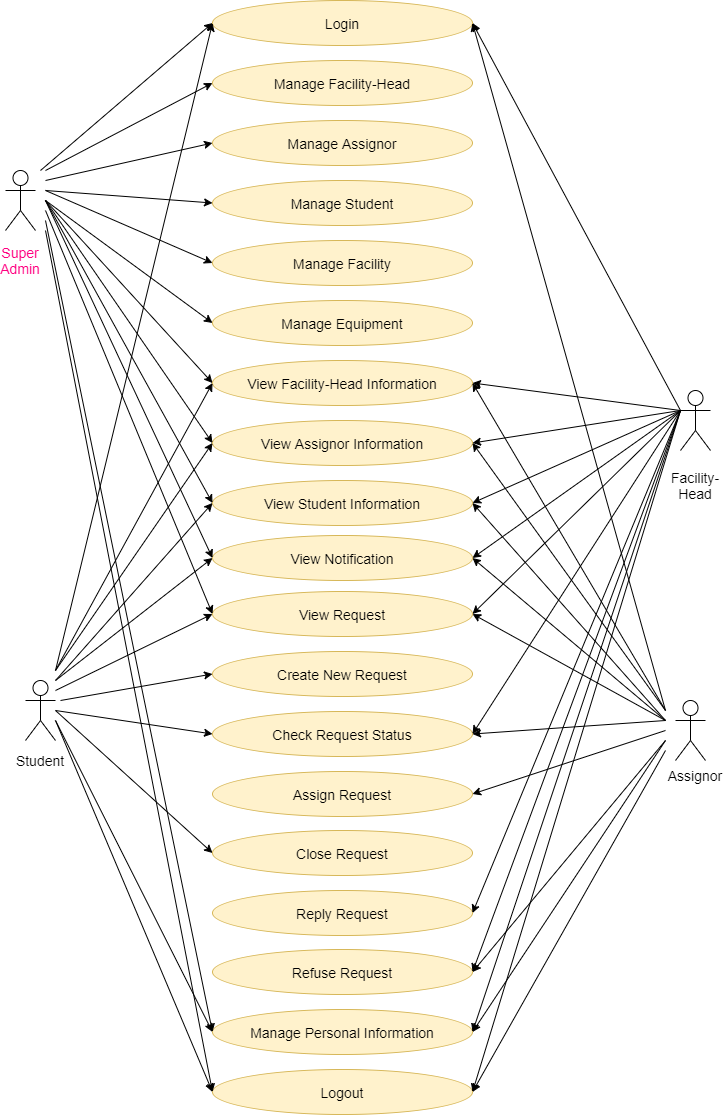 Login
Manage Facility-Head
Manage Assignor
Manage Student
Super
Admin
Manage Facility
Manage Equipment
View Facility-Head Information
View Assignor Information
Facility-
Head
View Student Information
View Notification
View Request
Create New Request
Check Request Status
Student
Assignor
Assign Request
Close Request
Reply Request
Refuse Request
Manage Personal Information
Logout